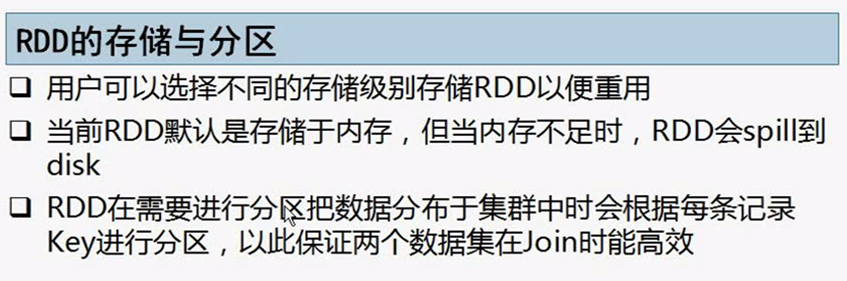 RDD的存储与分区
❑ 用户可以选择不同的存储级别存储RDD以便重用
❑ 当前RDD默认是存储于内存，但当内存不足时，RDD会spill到
disk
❑ RDD在需要进行分区把数据分布于集群中时会根据每条记录
Key进行分区，以此保证两个数据集在Join时能高效